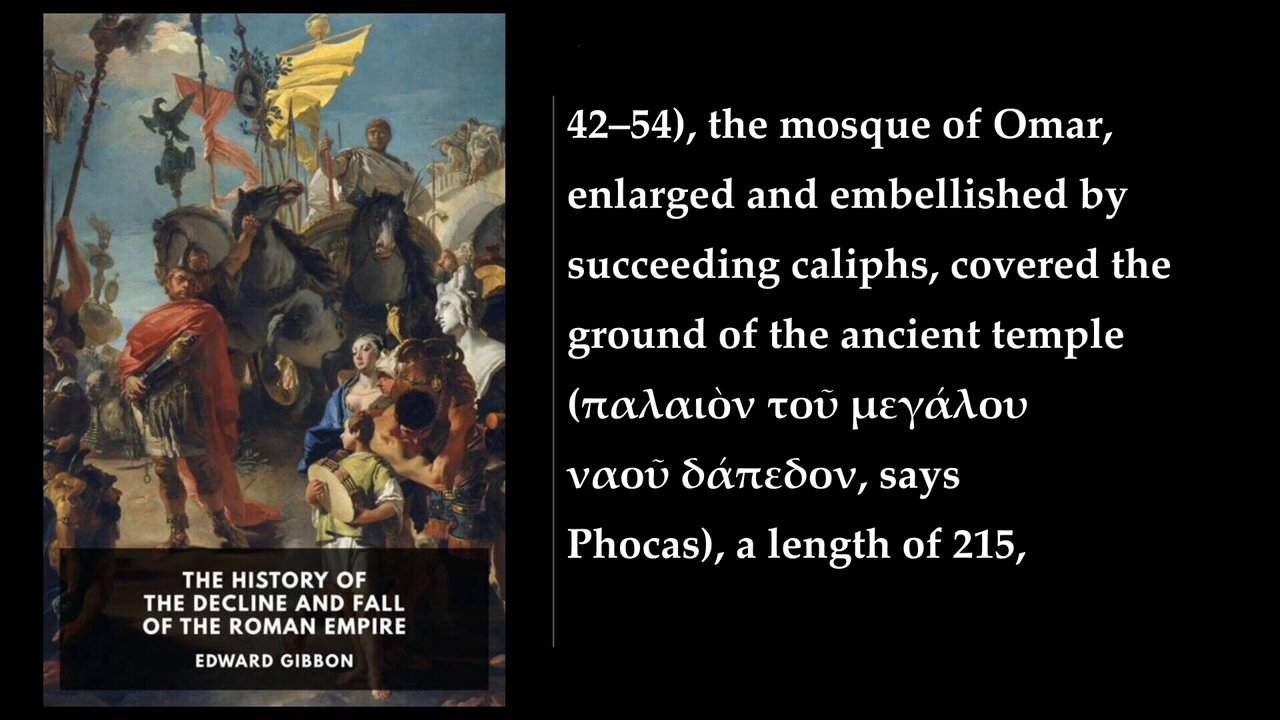 THE HISTORY OF
THE DECLINE AND FALL
OF THE ROMAN EMPIRE
EDWARD GIBBON
42–54), the mosque of Omar,
enlarged and embellished by
succeeding caliphs, covered the
ground of the ancient temple
(παλαιὸν τοῦ μεγάλου
ναοῦ δάπεδον, says
Phocas), a length of 215,